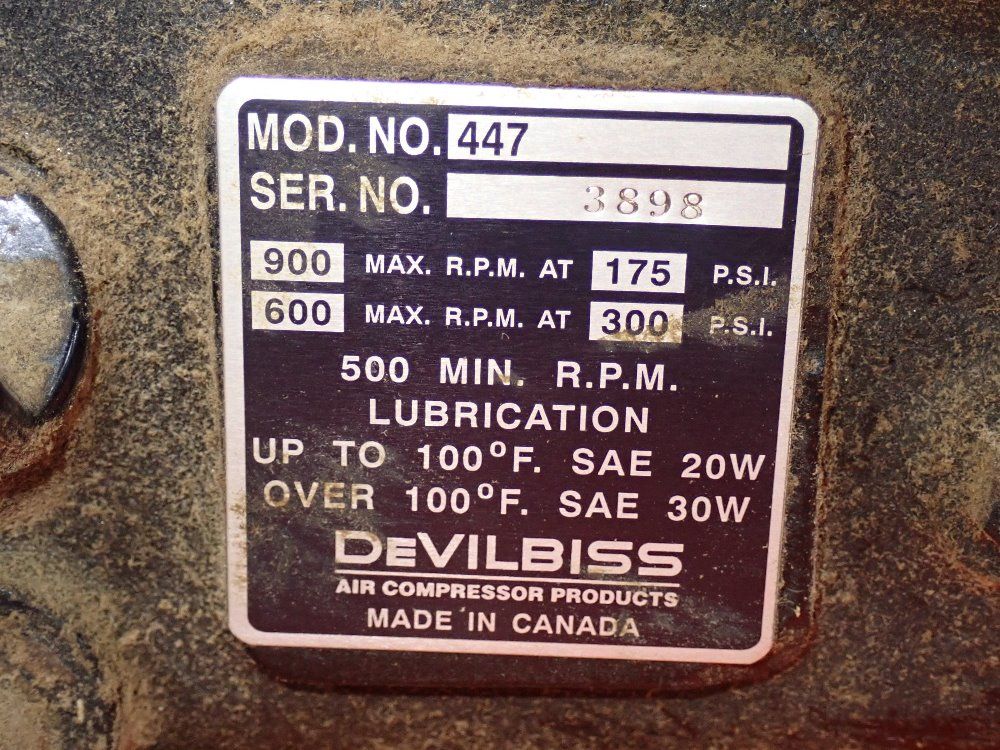 MOD. NO. 447
SER. NO. 3898
900 MAX. R.P.M. AT 175 P.S.I.
600 MAX. R.P.M. AT 300 P.S.I.
500 MIN. R.P.M.
LUBRICATION
UP TO 100°F. SAE 20W
OVER 100°F. SAE 30W
DeVILBISS
AIR COMPRESSOR PRODUCTS
MADE IN CANADA